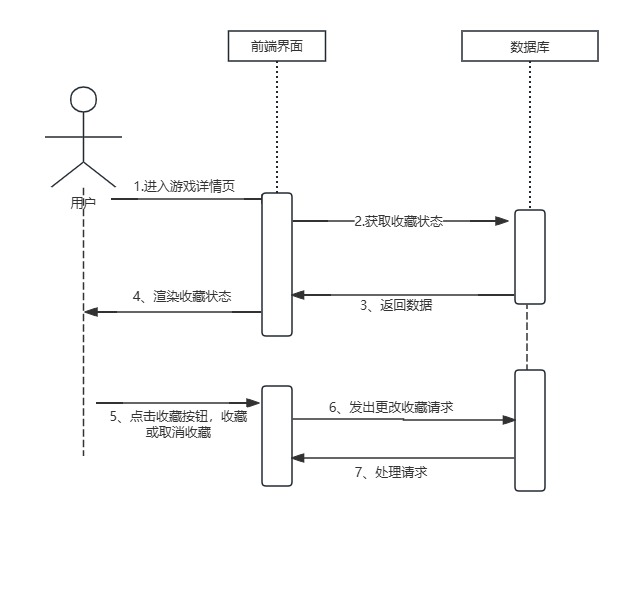 前端界面
数据库
用户
1.进入游戏详情页
2.获取收藏状态
3、返回数据
4、渲染收藏状态
5、点击收藏按钮，收藏
或取消收藏
6、发出更改收藏请求
7、处理请求